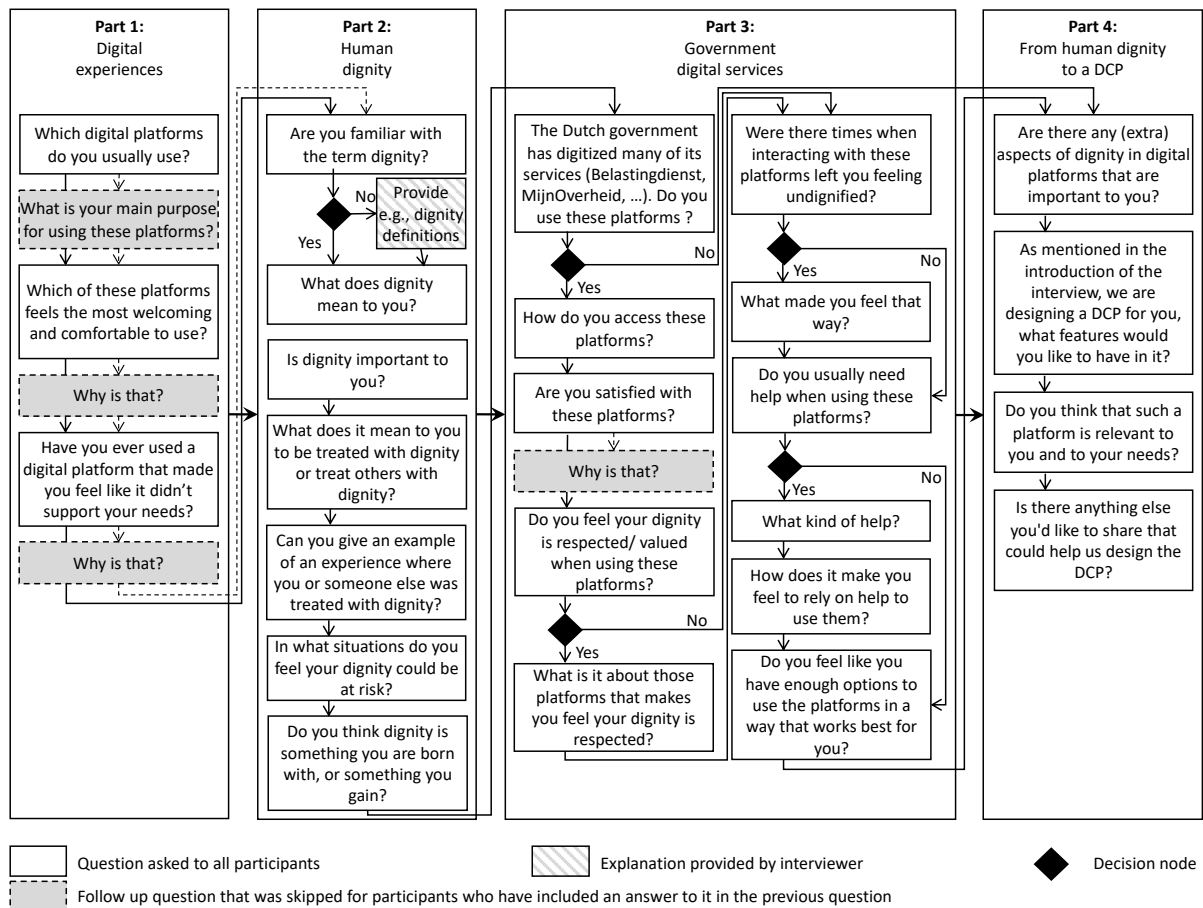 Part 1:
Digital
experiences
Which digital platforms
do you usually use?
What is your main purpose
for using these platforms?
Which of these platforms
feels the most welcoming
and comfortable to use?
Why is that?
Have you ever used a
digital platform that made
you feel like it didn't
support your needs?
Why is that?
Part 2:
Human
dignity
Are you familiar with
the term dignity?
No
Provide
e.g., dignity
definitions
Yes
What does dignity
mean to you?
Is dignity important to
you?
What does it mean to you
to be treated with dignity
or treat others with
dignity?
Can you give an example
of an experience where
you or someone else was
treated with dignity?
In what situations do you
feel your dignity could be
at risk?
Do you think dignity is
something you are born
with, or something you
gain?
Part 3:
Government
digital services
The Dutch government
has digitized many of its
services (Belastingdienst,
MijnOverheid, ...). Do you
use these platforms ?
No
Yes
How do you access these
platforms?
Are you satisfied with
these platforms?
Why is that?
Do you feel your dignity
is respected/ valued
when using these
platforms?
No
Yes
What is it about those
platforms that makes
you feel your dignity is
respected?
Were there times when
interacting with these
platforms left you feeling
undignified?
No
Yes
What made you feel that
way?
Do you usually need
help when using these
platforms?
No
Yes
What kind of help?
How does it make you
feel to rely on help to
use them?
Do you feel like you
have enough options to
use the platforms in a
way that works best for
you?
Part 4:
From human dignity
to a DCP
Are there any (extra)
aspects of dignity in digital
platforms that are
important to you?
As mentioned in the
introduction of the
interview, we are
designing a DCP for you,
what features would
you like to have in it?
Do you think that such a
platform is relevant to
you and to your needs?
Is there anything else
you'd like to share that
could help us design the
DCP?
Question asked to all participants
Explanation provided by interviewer
Decision node
Follow up question that was skipped for participants who have included an answer to it in the previous question